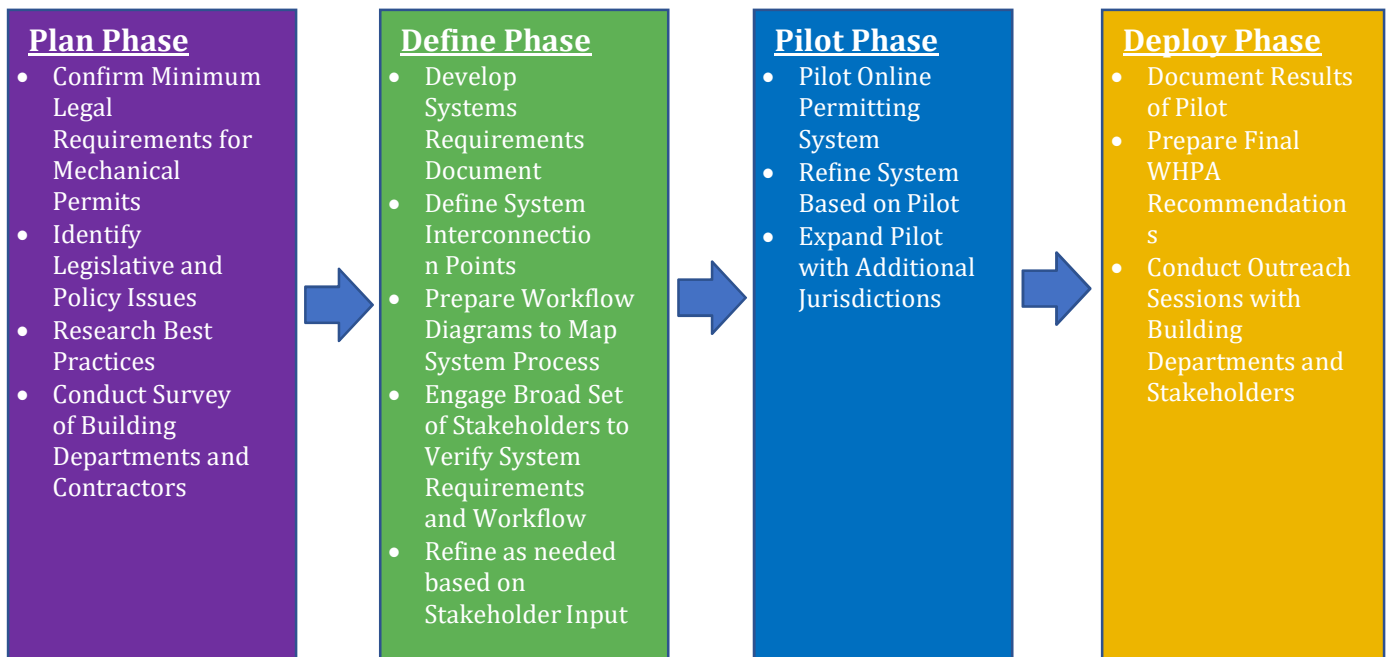 Plan Phase
• Confirm Minimum
Legal
Requirements for
Mechanical
Permits
• Identify
Legislative and
Policy Issues
• Research Best
Practices
• Conduct Survey
of Building
Departments and
Contractors
Define Phase
• Develop
Systems
Requirements
Document
• Define System
Interconnectio
n Points
• Prepare Workflow
Diagrams to Map
System Process
• Engage Broad Set
of Stakeholders to
Verify System
Requirements
and Workflow
• Refine as needed
based on
Stakeholder Input
Pilot Phase
• Pilot Online
Permitting
System
• Refine System
Based on Pilot
• Expand Pilot
with Additional
Jurisdictions
Deploy Phase
• Document Results
of Pilot
• Prepare Final
WHPA
Recommendation
s
• Conduct Outreach
Sessions with
Building
Departments and
Stakeholders